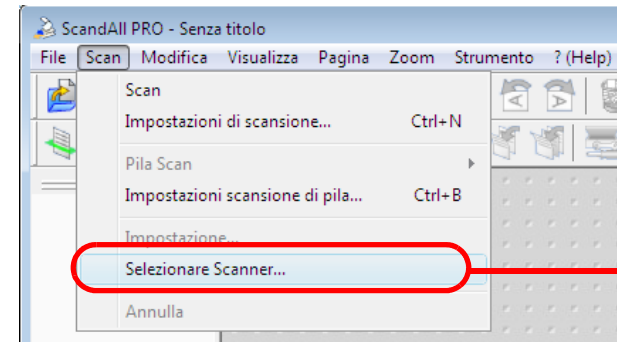 ScandAll PRO - Senza titolo
File Scan Modifica Visualizza Pagina Zoom Strumento ? (Help)
Scan
Impostazioni di scansione... Ctrl+N
Pila Scan
Impostazioni scansione di pila... Ctrl+B
Impostazione...
Selezionare Scanner...
Annulla